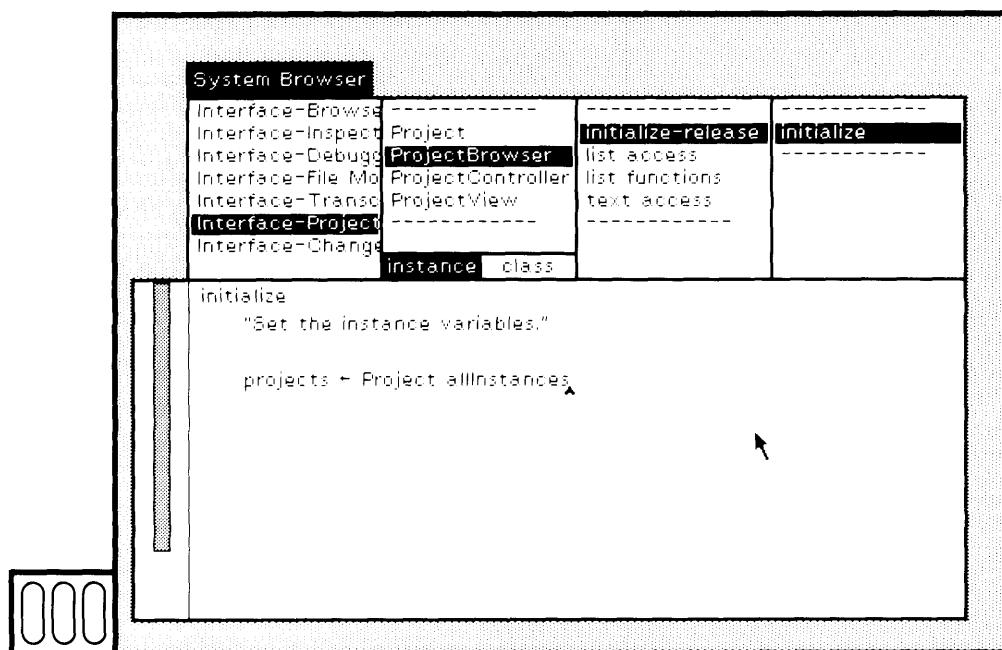 System Browser
Interface-Browse
Interface-Inspect
Interface-Debugg
Interface-File Mo
Interface-Transc
Interface-Project
Interface-Change
------------
Project
ProjectBrowser
ProjectController
ProjectView
------------
instance class
------------
initialize-release
list access
list functions
text access
------------
------------
initialize
------------
initialize
"Set the instance variables."
projects ← Project allInstances